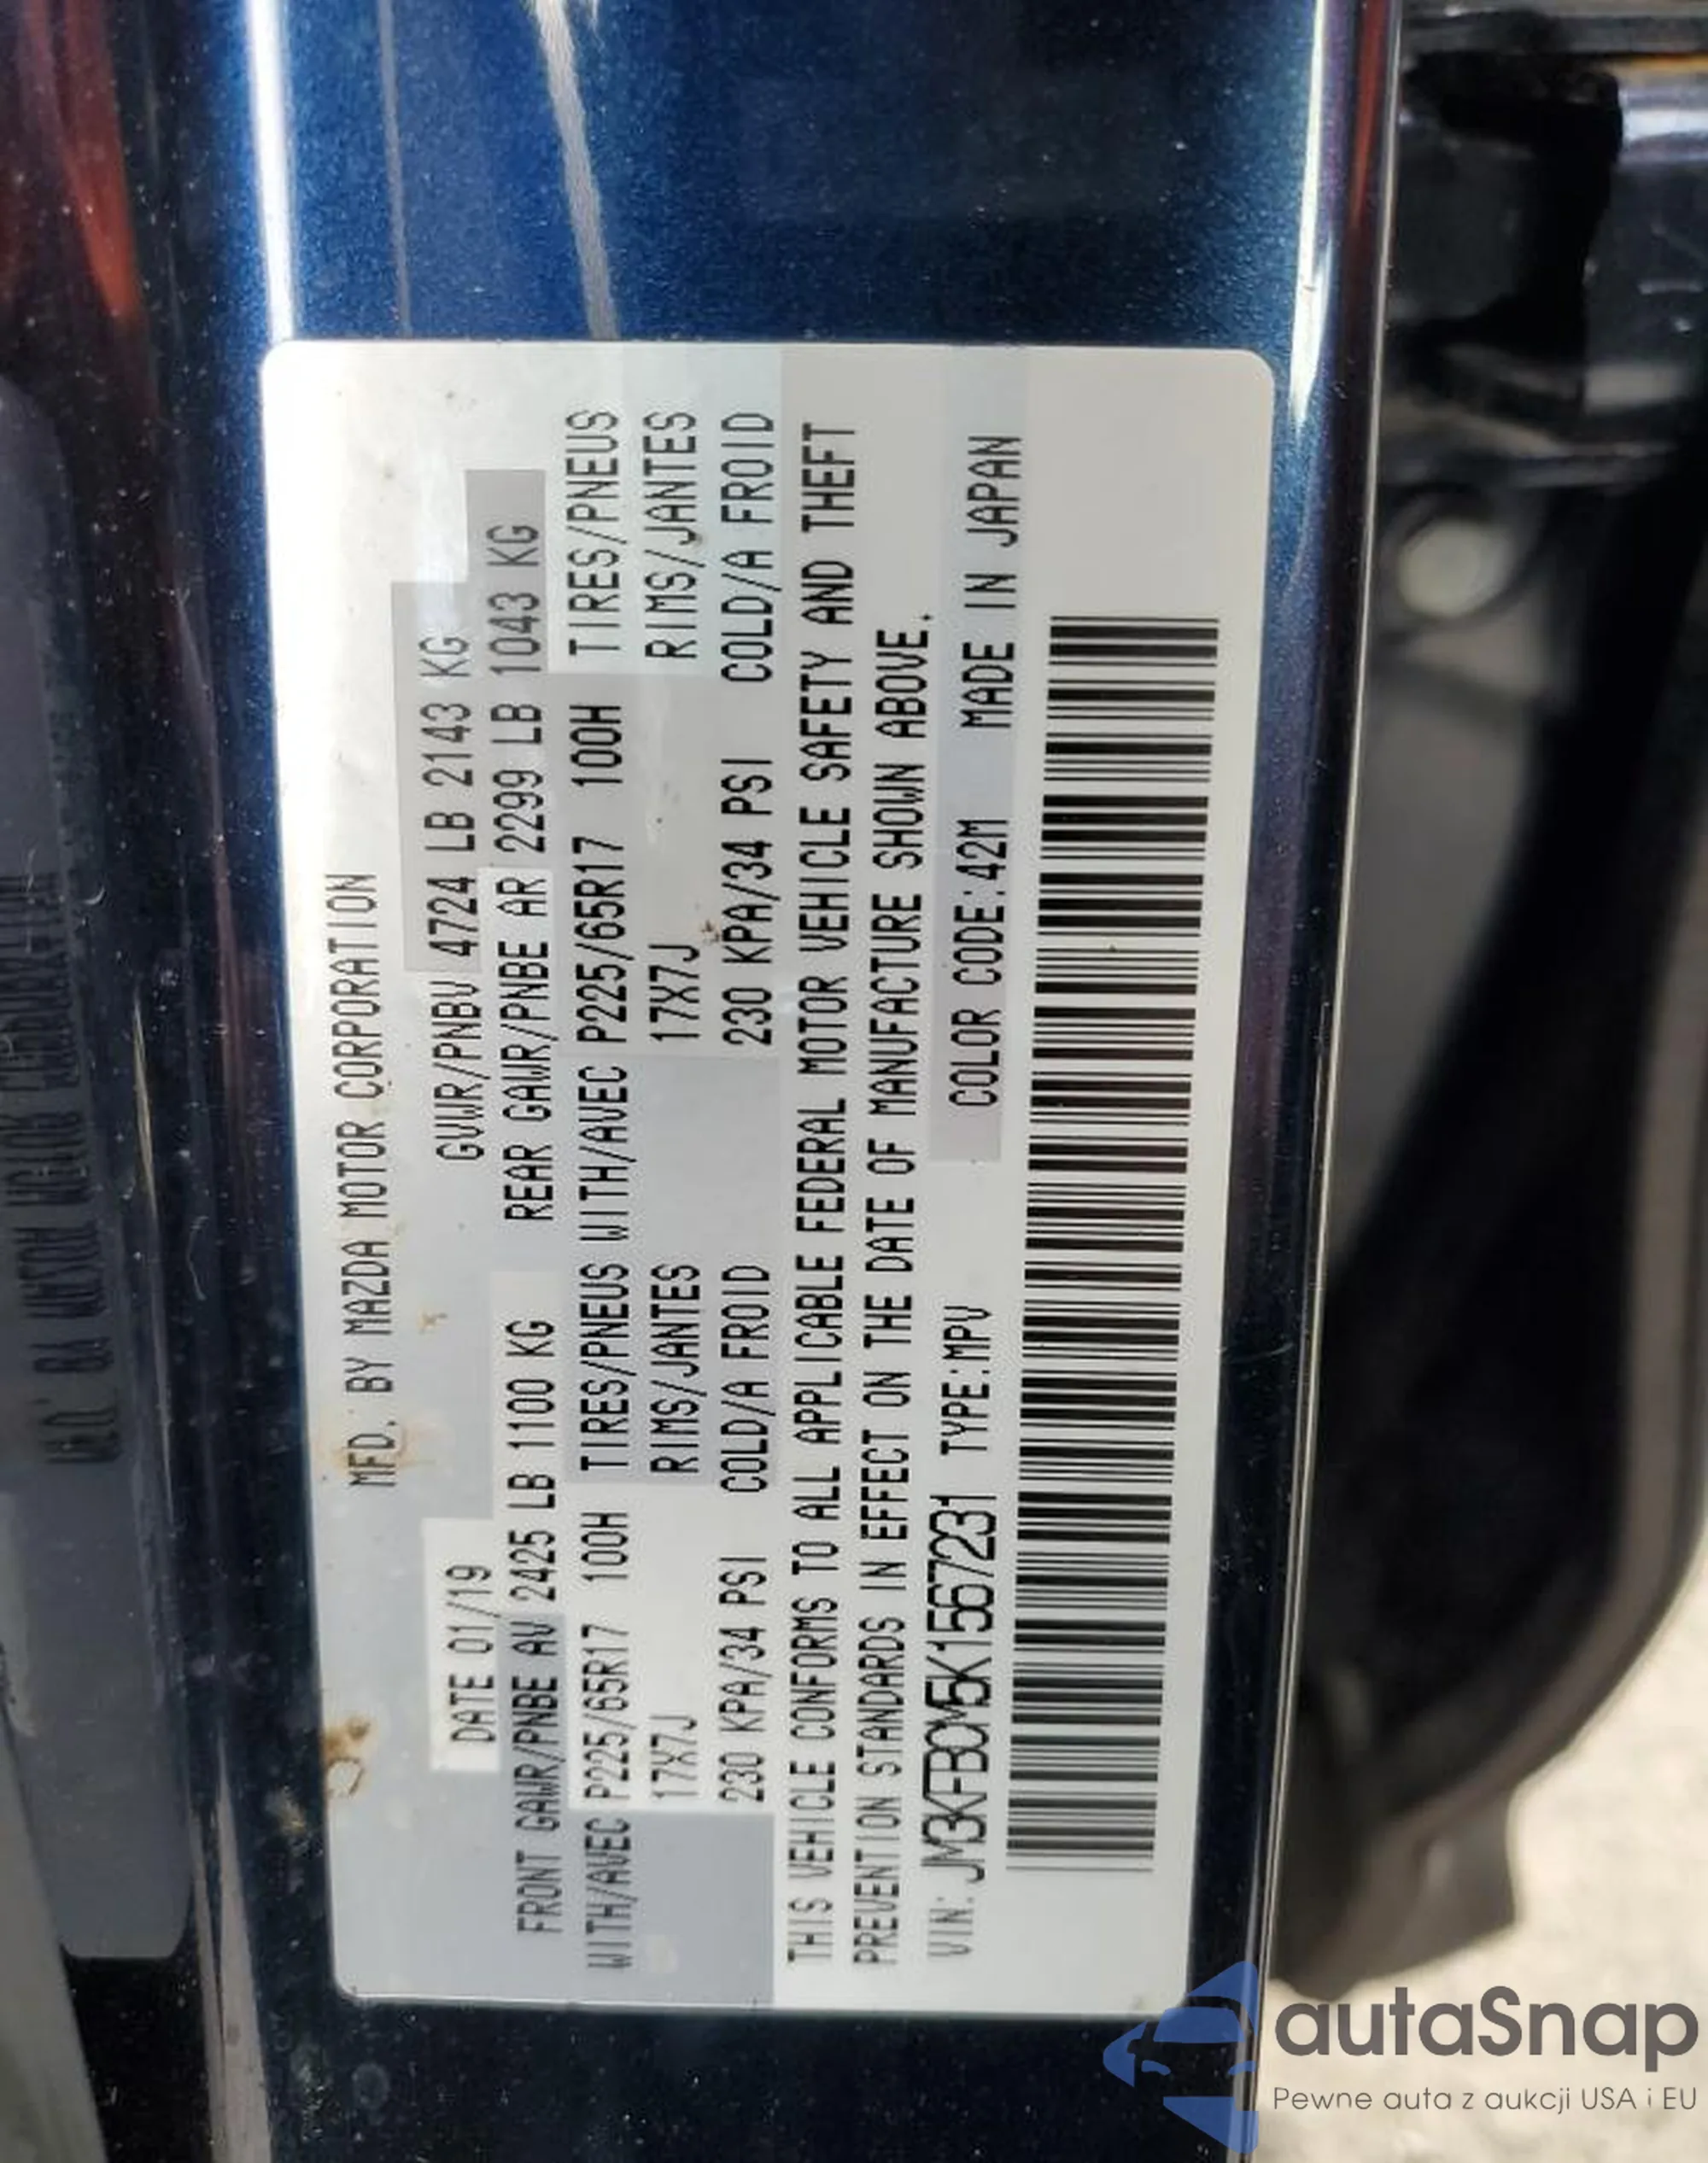 MFD. BY MAZDA MOTOR CORPORATION
DATE 01/19 GVWR/PNBV 4724 LB 2143 KG
FRONT GAWR/PNBE AV 2425 LB 1100 KG REAR GAWR/PNBE AR 2299 LB 1043 KG
WITH/AVEC P225/65R17 100H TIRES/PNEUS WITH/AVEC P225/65R17 100H TIRES/PNEUS
17X7J RIMS/JANTES 17X7J RIMS/JANTES
230 KPA/34 PSI COLD/A FROID 230 KPA/34 PSI COLD/A FROID
THIS VEHICLE CONFORMS TO ALL APPLICABLE FEDERAL MOTOR VEHICLE SAFETY AND THEFT
PREVENTION STANDARDS IN EFFECT ON THE DATE OF MANUFACTURE SHOWN ABOVE.
VIN: JM3KFBCM5K1567231 TYPE:MPV COLOR CODE:42M MADE IN JAPAN
autaSnap
Pewne auta z aukcji USA i EU